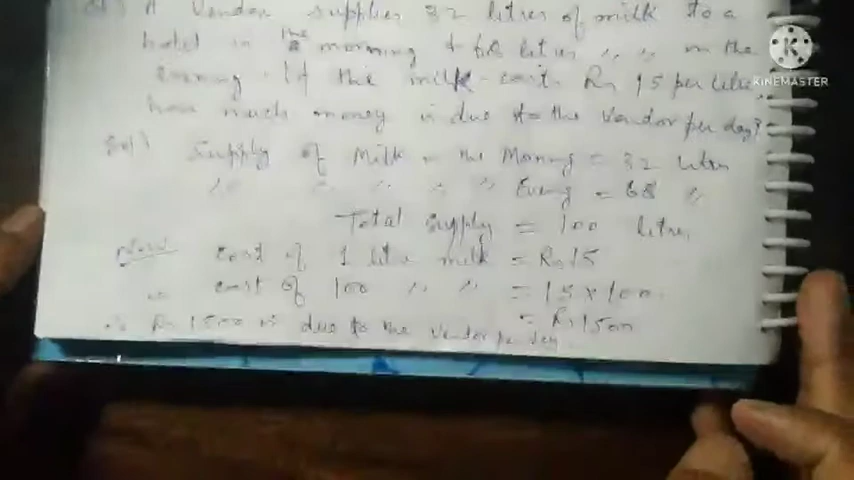 A Vendor supplies 32 litres of milk to a
hotel in the morning & 68 litres 〃 〃 in the
Evening. If the milk cost Rs 15 per litre
how much money is due to the Vendor per day?
Sol) Supply of Milk in the Morning = 32 litres
〃 〃 〃 〃 〃 Evening = 68 〃
Total supply = 100 litres
Now cost of 1 litre milk = Rs 15
cost of 100 〃 〃 = 15 × 100
= Rs 1500
∴ Rs 1500 is due to the Vendor per day
KINEMASTER